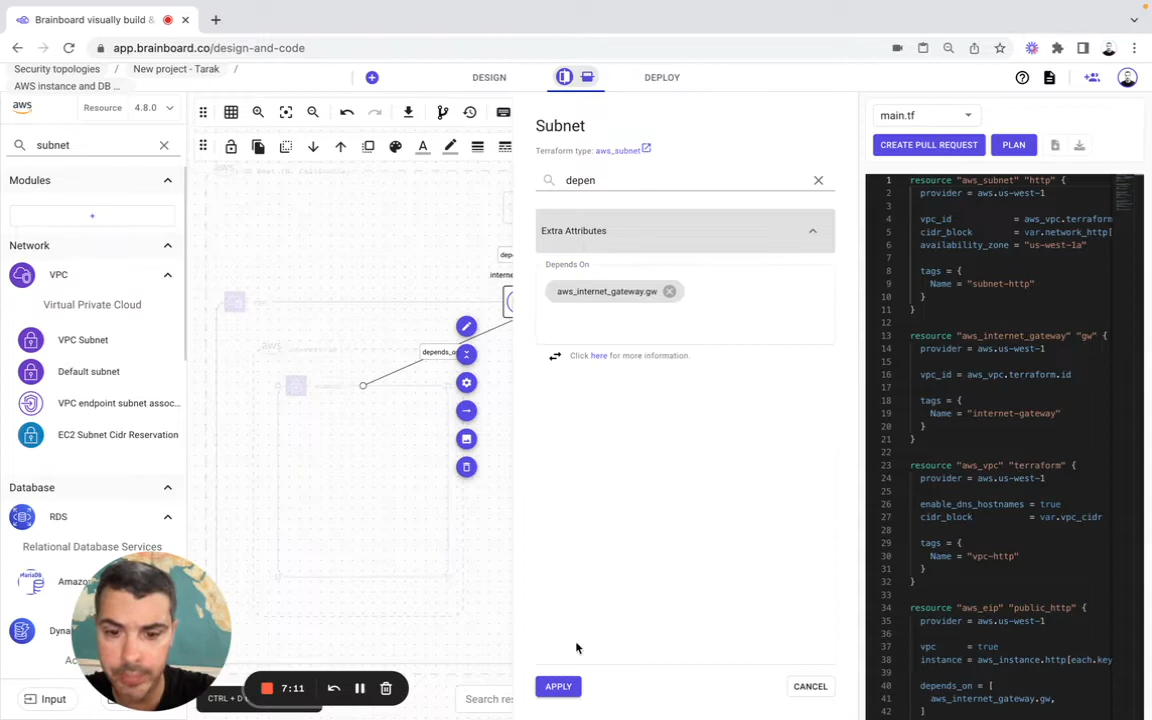 Brainboard visually build &
app.brainboard.co/design-and-code
Security topologies / New project - Tarak /
AWS instance and DB ...
DESIGN
DEPLOY
aws
Resource 4.8.0
subnet
Modules
+
Network
VPC
Virtual Private Cloud
VPC Subnet
Default subnet
VPC endpoint subnet assoc...
EC2 Subnet Cidr Reservation
Database
RDS
Relational Database Services
Amazo
Dyna
Ac
Input
7:11
CTRL + D
Search res
dep
interne
depends_o
Subnet
Terraform type: aws_subnet
depen
Extra Attributes
Depends On
aws_internet_gateway.gw
Click here for more information.
APPLY
CANCEL
main.tf
CREATE PULL REQUEST
PLAN
1 resource "aws_subnet" "http" {
2 provider = aws.us-west-1
3
4 vpc_id = aws_vpc.terraform
5 cidr_block = var.network_http[
6 availability_zone = "us-west-1a"
7
8 tags = {
9 Name = "subnet-http"
10 }
11 }
12
13 resource "aws_internet_gateway" "gw" {
14 provider = aws.us-west-1
15
16 vpc_id = aws_vpc.terraform.id
17
18 tags = {
19 Name = "internet-gateway"
20 }
21 }
22
23 resource "aws_vpc" "terraform" {
24 provider = aws.us-west-1
25
26 enable_dns_hostnames = true
27 cidr_block = var.vpc_cidr
28
29 tags = {
30 Name = "vpc-http"
31 }
32 }
33
34 resource "aws_eip" "public_http" {
35 provider = aws.us-west-1
36
37 vpc = true
38 instance = aws_instance.http[each.key
39
40 depends_on = [
41 aws_internet_gateway.gw,
42 ]